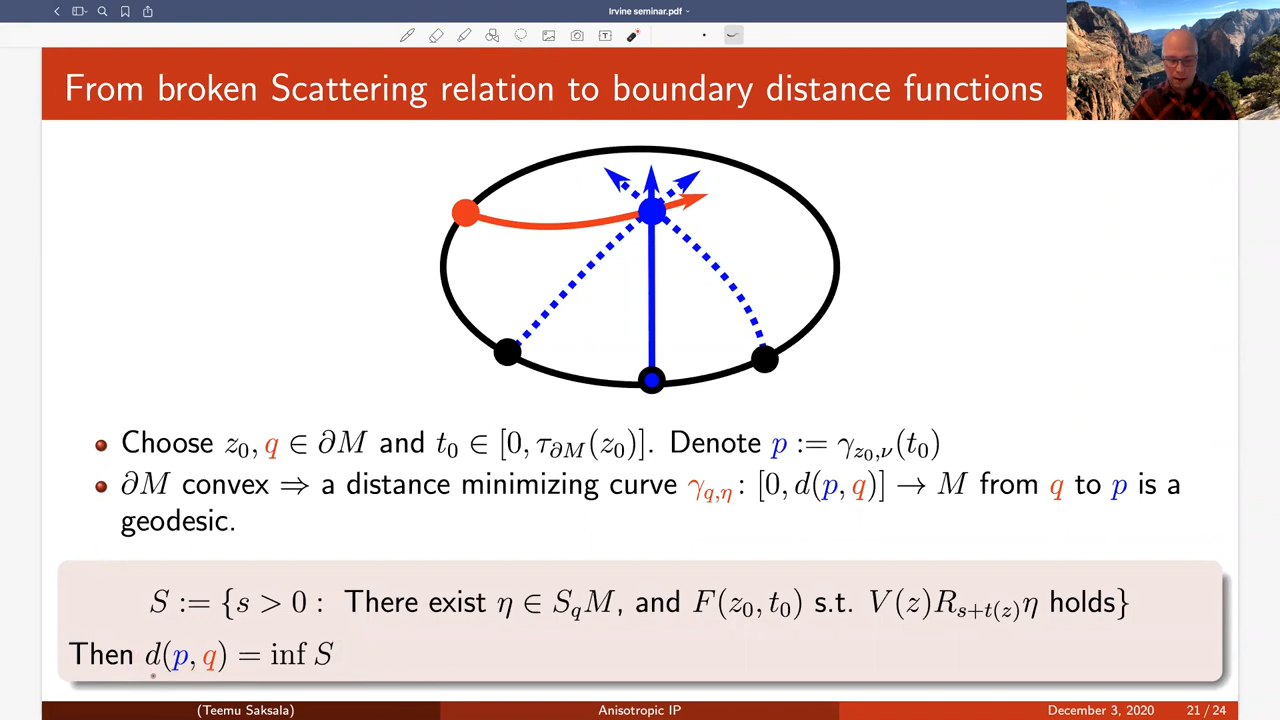 Irvine seminar.pdf
From broken Scattering relation to boundary distance functions
Choose z₀, q ∈ ∂M and t₀ ∈ [0, τ_∂M(z₀)]. Denote p := γ_{z₀,ν}(t₀)
∂M convex ⇒ a distance minimizing curve γ_{q,η} : [0, d(p, q)] → M from q to p is a
geodesic.
S := {s > 0 : There exist η ∈ S_qM, and F(z₀, t₀) s.t. V(z)R_{s+t(z)}η holds}
Then d(p, q) = inf S
(Teemu Saksala) Anisotropic IP December 3, 2020 21 / 24